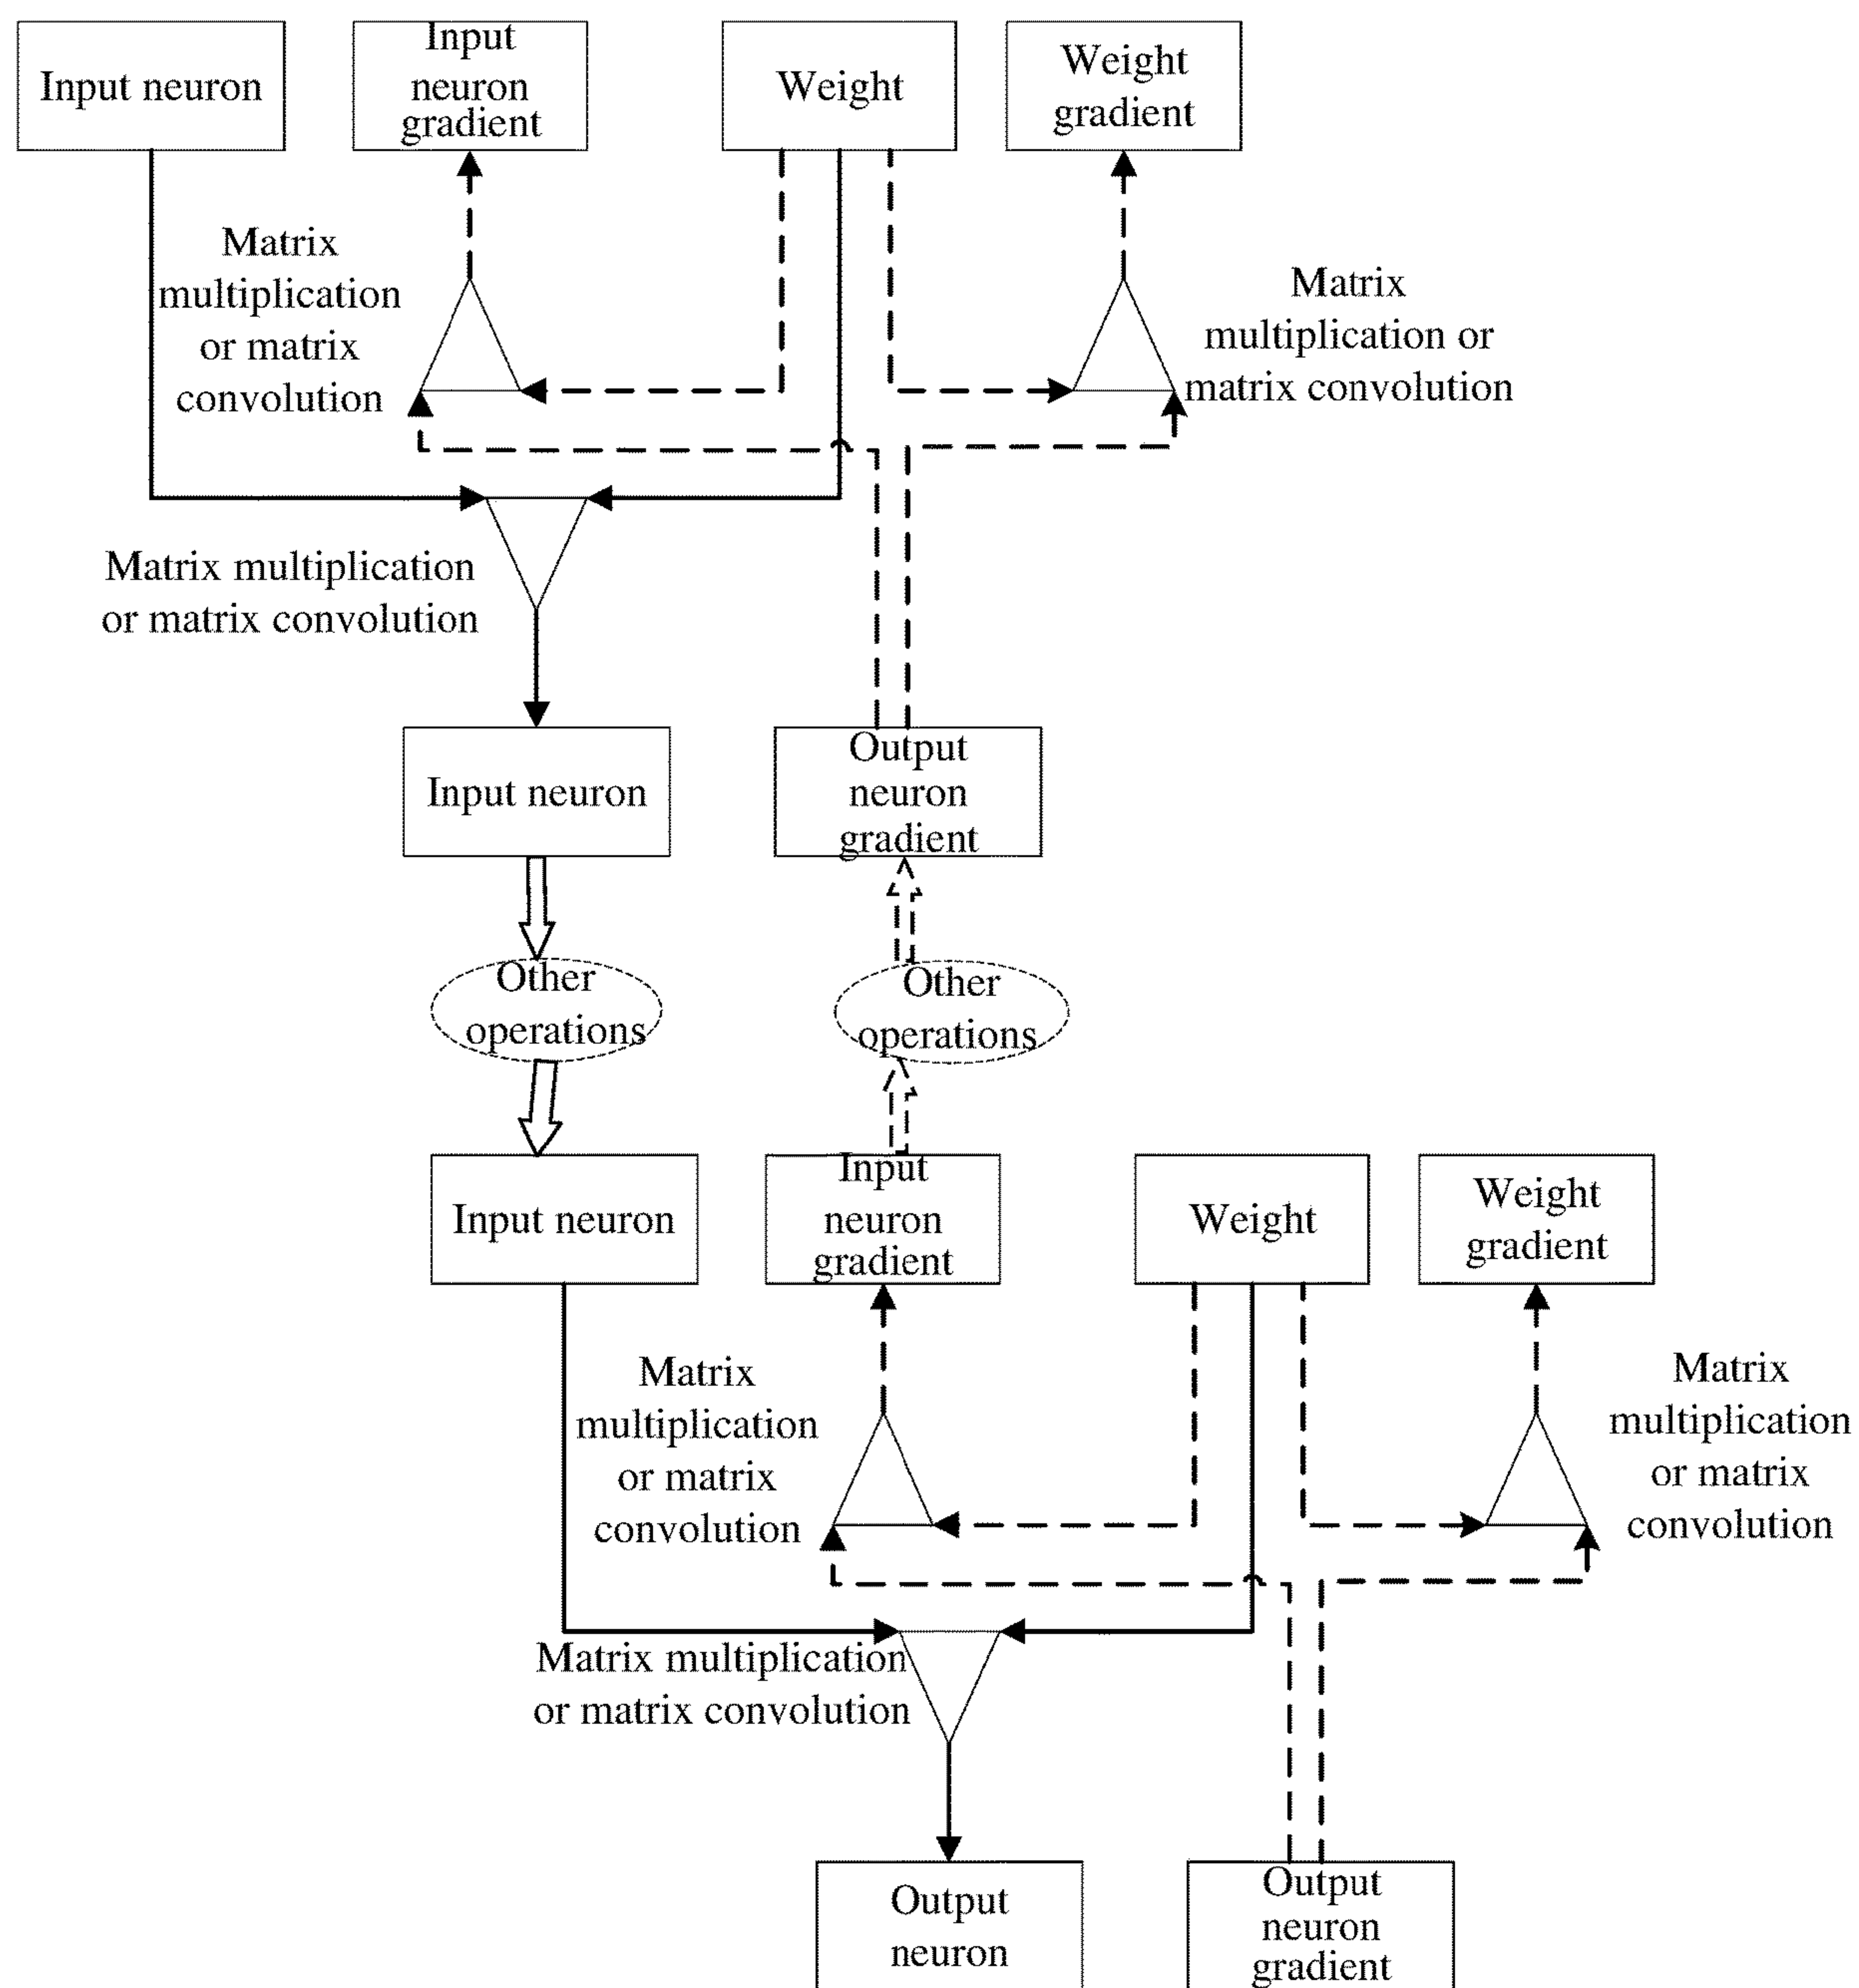 Input neuron
Input
neuron
gradient
Weight
Weight
gradient
Matrix
multiplication
or matrix
convolution
Matrix
multiplication or
matrix convolution
Matrix multiplication
or matrix convolution
Input neuron
Output
neuron
gradient
Other
operations
Other
operations
Input neuron
Input
neuron
gradient
Weight
Weight
gradient
Matrix
multiplication
or matrix
convolution
Matrix
multiplication
or matrix
convolution
Matrix multiplication
or matrix convolution
Output
neuron
Output
neuron
gradient